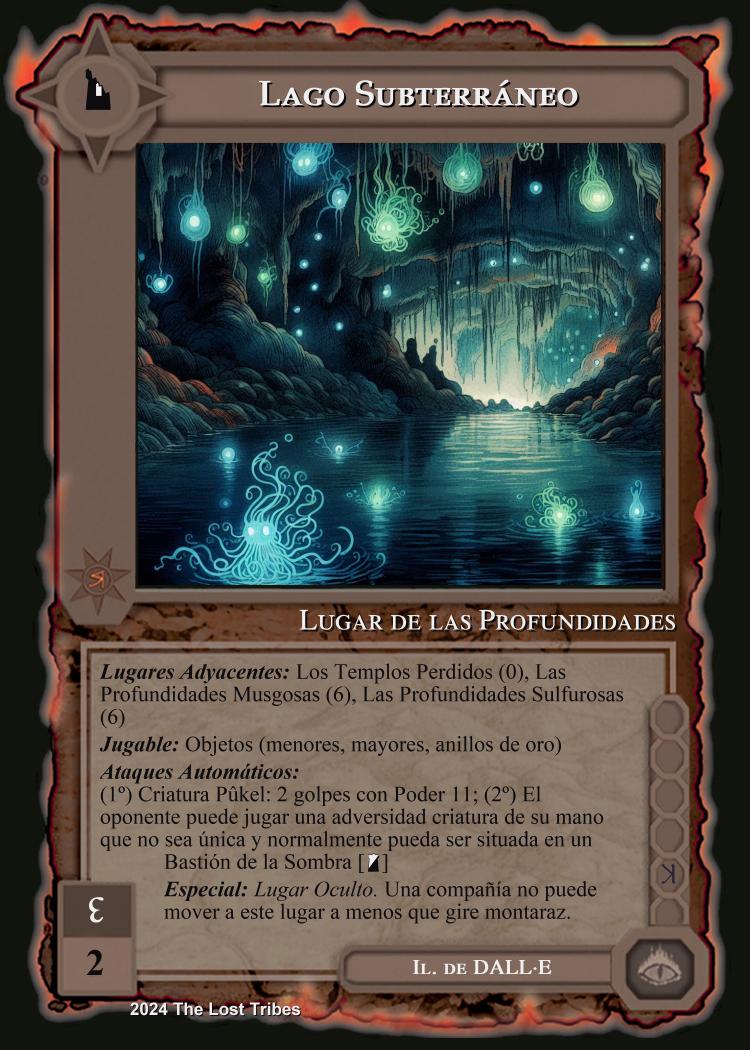 Lago Subterráneo
Lugar de las Profundidades
Lugares Adyacentes: Los Templos Perdidos (0), Las
Profundidades Musgosas (6), Las Profundidades Sulfurosas
(6)
Jugable: Objetos (menores, mayores, anillos de oro)
Ataques Automáticos:
(1º) Criatura Pûkel: 2 golpes con Poder 11; (2º) El
oponente puede jugar una adversidad criatura de su mano
que no sea única y normalmente pueda ser situada en un
Bastión de la Sombra [ ]
Especial: Lugar Oculto. Una compañía no puede
mover a este lugar a menos que gire montaraz.
2
Il. de DALL·E
2024 The Lost Tribes